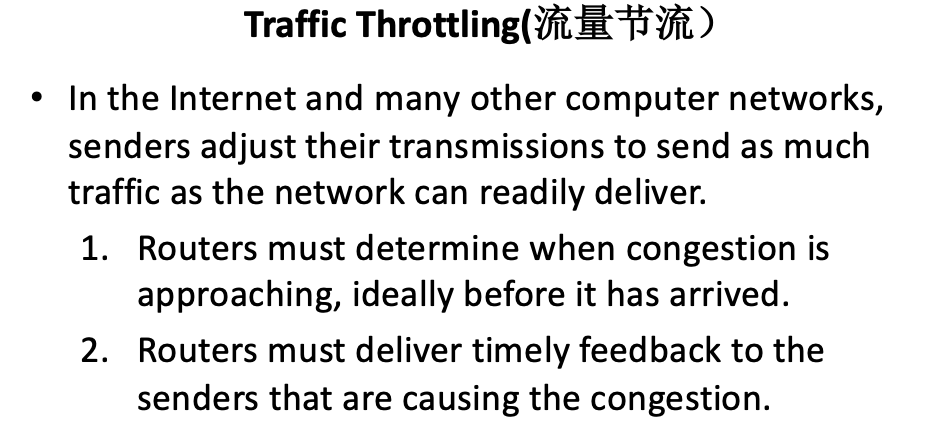 Traffic Throttling(流量节流）
• In the Internet and many other computer networks,
senders adjust their transmissions to send as much
traffic as the network can readily deliver.
1. Routers must determine when congestion is
approaching, ideally before it has arrived.
2. Routers must deliver timely feedback to the
senders that are causing the congestion.